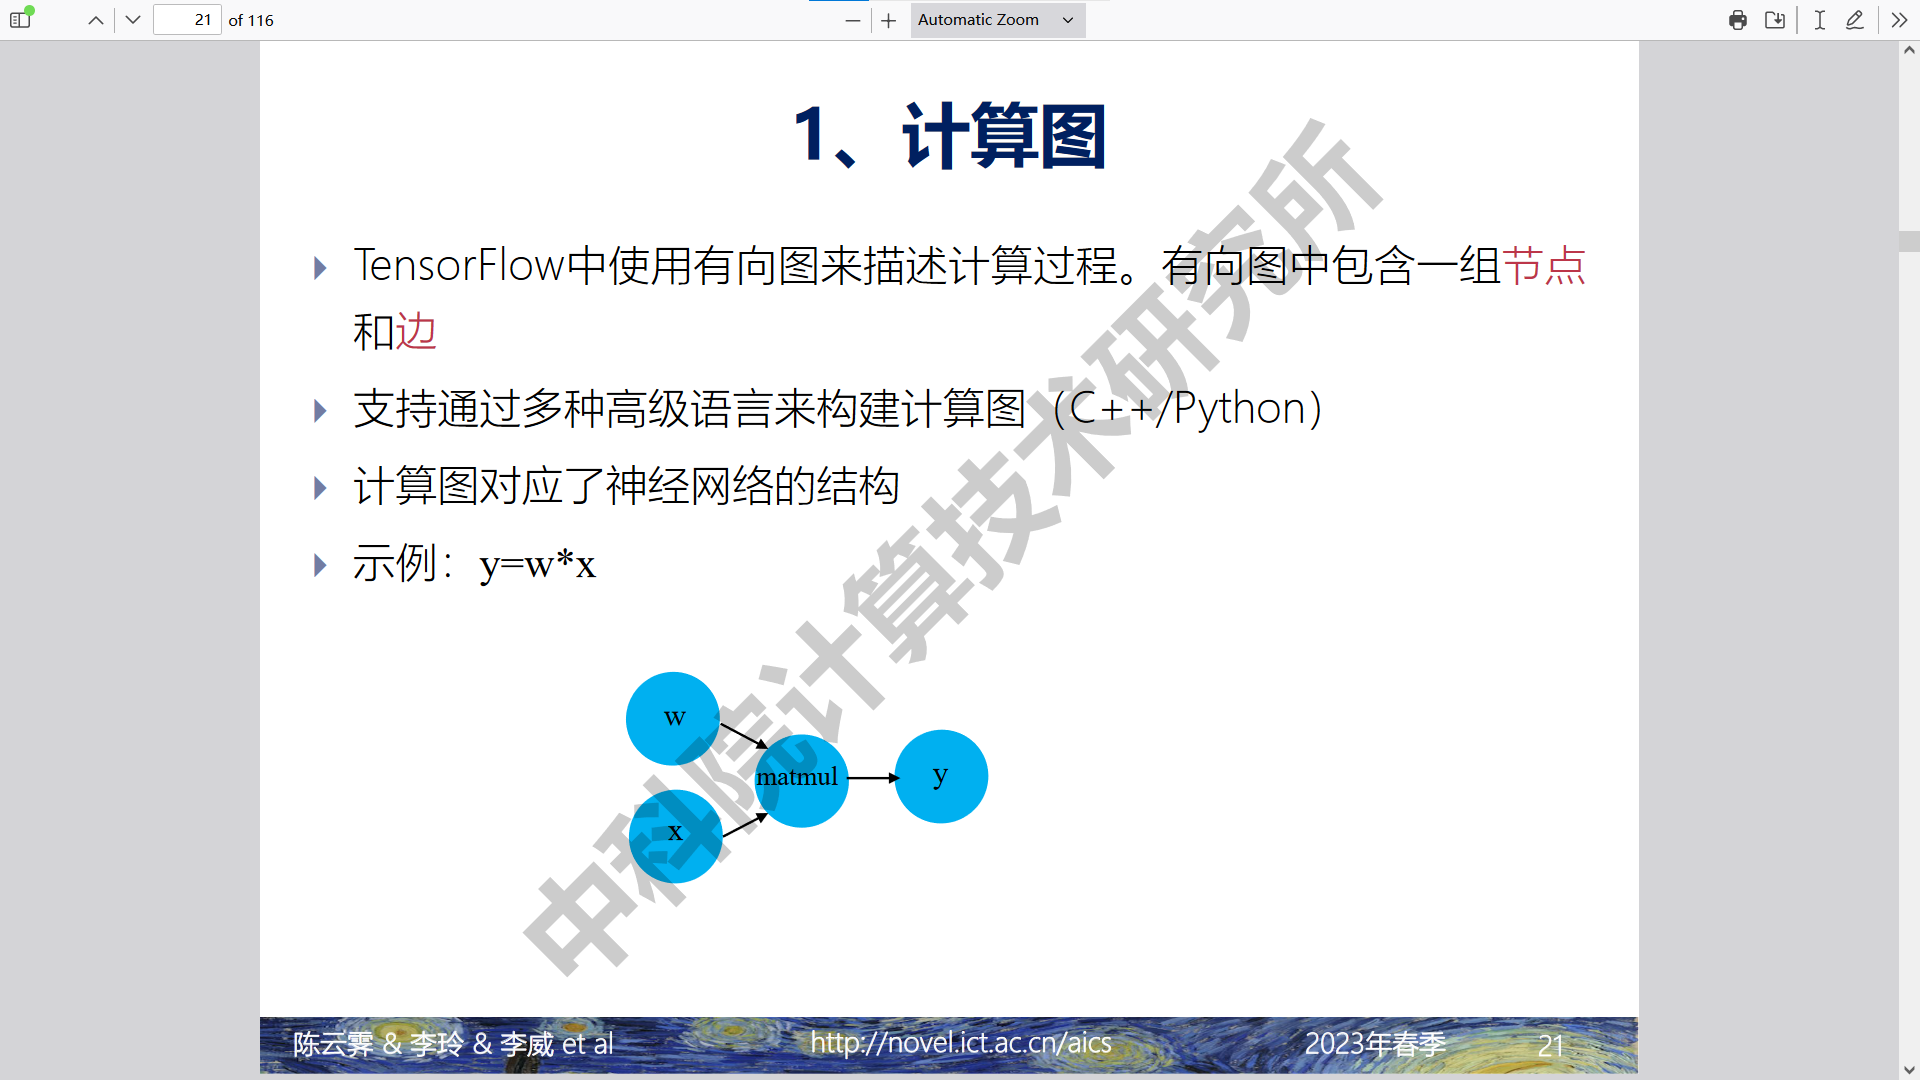 21 of 116
Automatic Zoom
1、计算图
TensorFlow中使用有向图来描述计算过程。有向图中包含一组节点
和边
支持通过多种高级语言来构建计算图（C++/Python）
计算图对应了神经网络的结构
示例：y=w*x
w
matmul
y
x
中科院计算技术研究所
陈云霁 & 李玲 & 李威 et al
http://novel.ict.ac.cn/aics
2023年春季
21